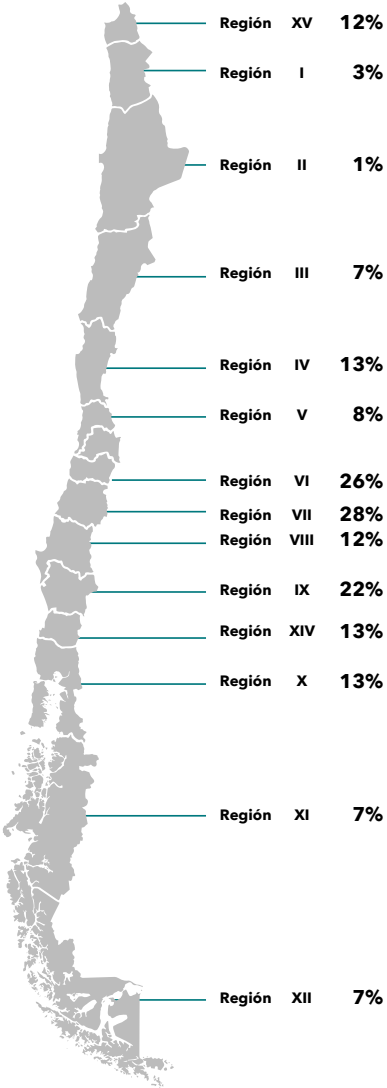 Región XV 12%
Región I 3%
Región II 1%
Región III 7%
Región IV 13%
Región V 8%
Región VI 26%
Región VII 28%
Región VIII 12%
Región IX 22%
Región XIV 13%
Región X 13%
Región XI 7%
Región XII 7%